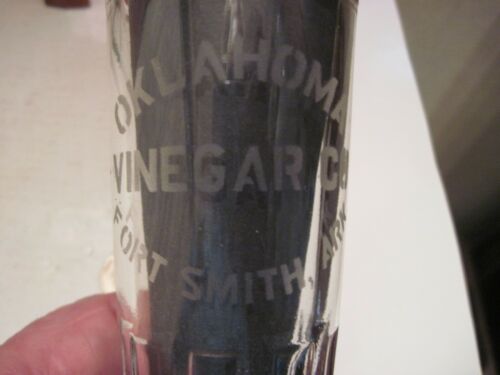 OKLAHOMA
VINEGAR CO
FORT SMITH, ARK